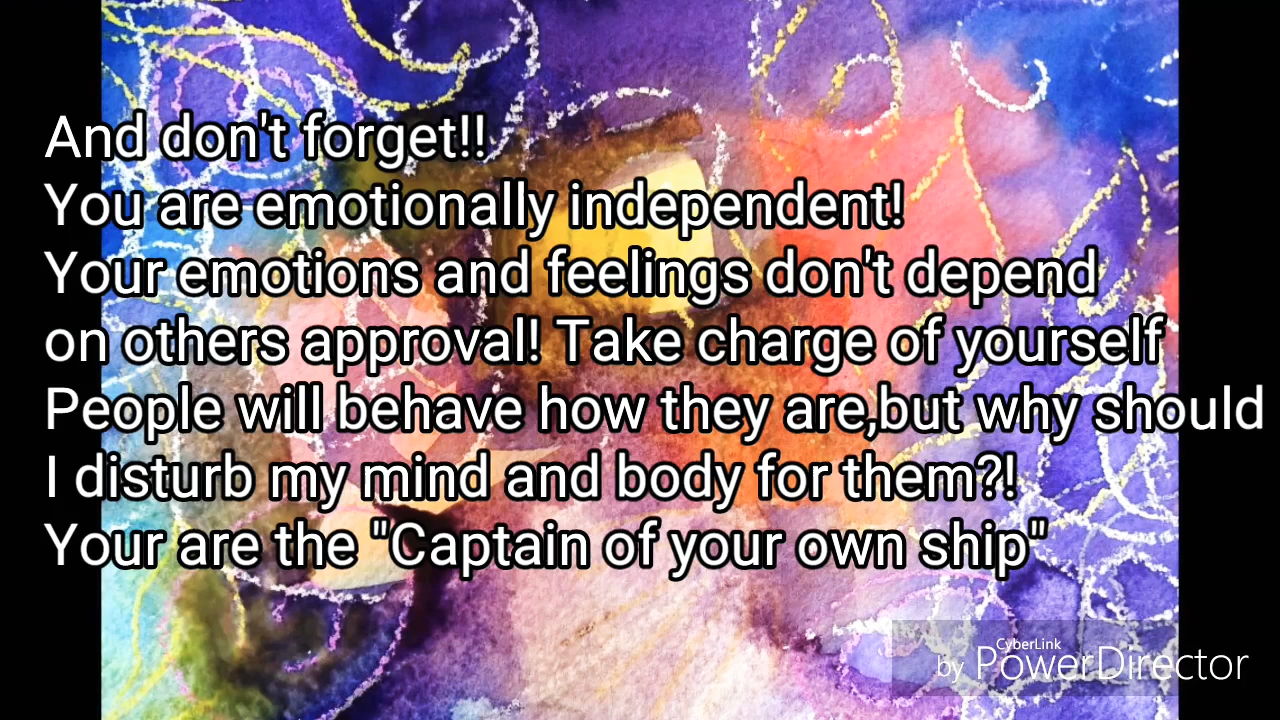 And don't forget!!
You are emotionally independent!
Your emotions and feelings don't depend
on others approval! Take charge of yourself
People will behave how they are,but why should
I disturb my mind and body for them?!
Your are the "Captain of your own ship"
CyberLink
by PowerDirector